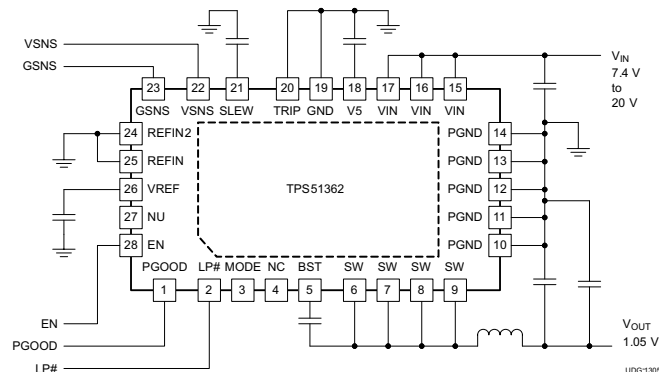 VSNS
GSNS
V_IN
7.4 V
to
20 V
23 22 21 20 19 18 17 16 15
GSNS VSNS SLEW TRIP GND V5 VIN VIN VIN
24 REFIN2
25 REFIN
26 VREF
27 NU
28 EN
TPS51362
PGND 14
PGND 13
PGND 12
PGND 11
PGND 10
PGOOD LP# MODE NC BST SW SW SW SW
1 2 3 4 5 6 7 8 9
EN
PGOOD
LP#
V_OUT
1.05 V